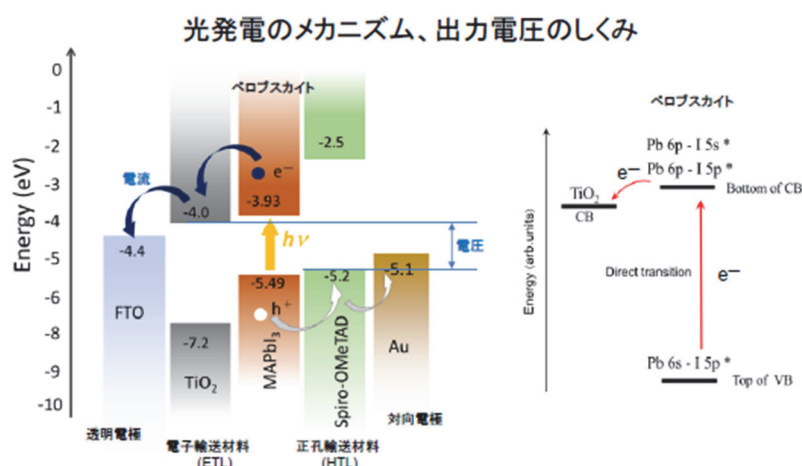 光発電のメカニズム、出力電圧のしくみ
Energy (eV)
0
-1
-2
-3
-4
-5
-6
-7
-8
-9
-10
ペロブスカイト
電流
e−
-2.5
-3.93
-4.0
-4.4
hν
電圧
-5.49
-5.2
-5.1
h+
FTO
-7.2
TiO2
MAPbI3
Spiro-OMeTAD
Au
透明電極
電子輸送材料
(ETL)
正孔輸送材料
(HTL)
対向電極
ペロブスカイト
Energy (arb.units)
Pb 6p - I 5s *
Pb 6p - I 5p *
e−
TiO2
CB
Bottom of CB
Direct transition
e−
Pb 6s - I 5p *
Top of VB